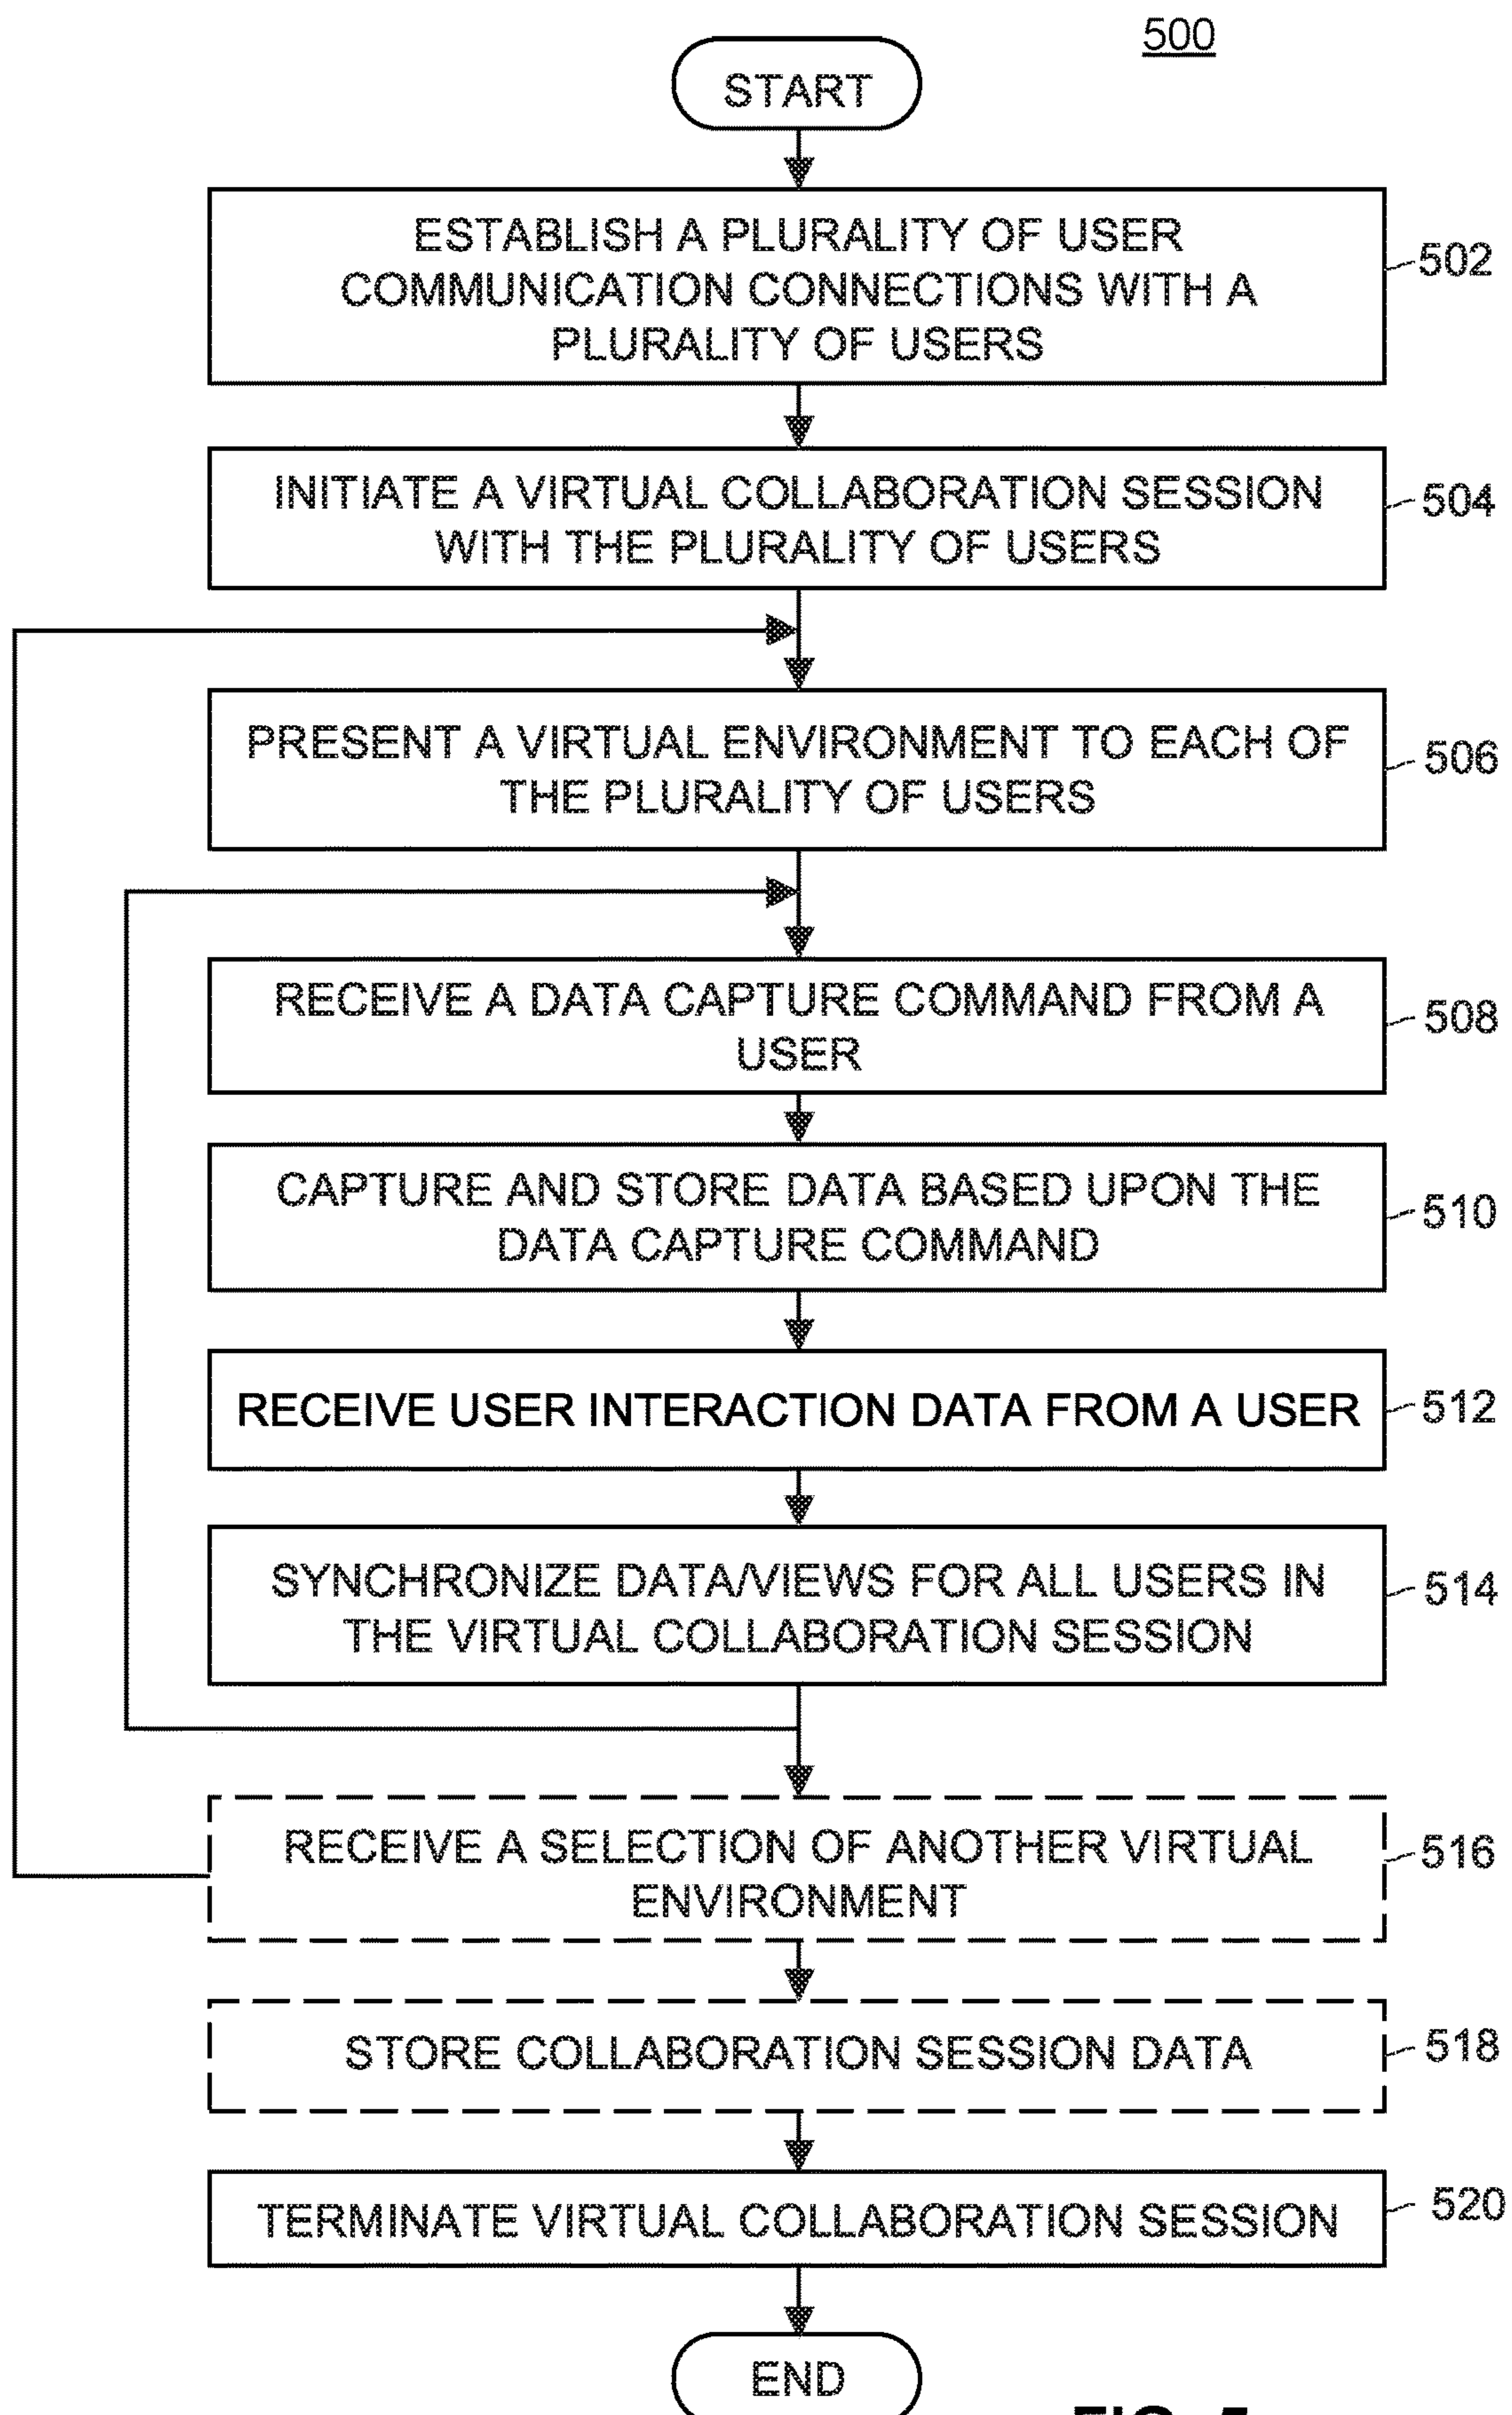 500
START
ESTABLISH A PLURALITY OF USER
COMMUNICATION CONNECTIONS WITH A
PLURALITY OF USERS
502
INITIATE A VIRTUAL COLLABORATION SESSION
WITH THE PLURALITY OF USERS
504
PRESENT A VIRTUAL ENVIRONMENT TO EACH OF
THE PLURALITY OF USERS
506
RECEIVE A DATA CAPTURE COMMAND FROM A
USER
508
CAPTURE AND STORE DATA BASED UPON THE
DATA CAPTURE COMMAND
510
RECEIVE USER INTERACTION DATA FROM A USER
512
SYNCHRONIZE DATA/VIEWS FOR ALL USERS IN
THE VIRTUAL COLLABORATION SESSION
514
RECEIVE A SELECTION OF ANOTHER VIRTUAL
ENVIRONMENT
516
STORE COLLABORATION SESSION DATA
518
TERMINATE VIRTUAL COLLABORATION SESSION
520
END